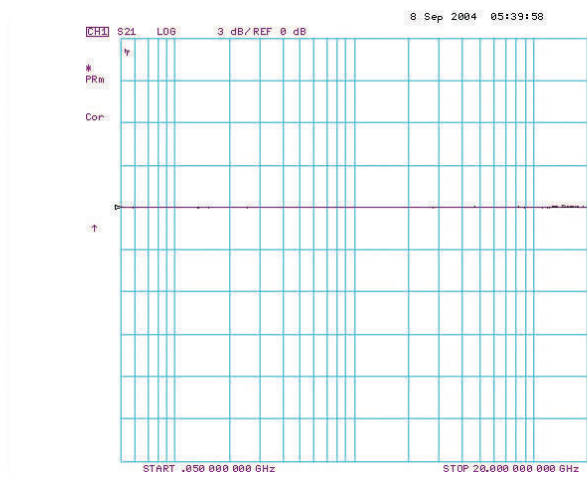 8 Sep 2004 05:39:58
CH1 S21 LOG 3 dB/REF 0 dB
*
PRm
Cor
↑
START .050 000 000 GHz STOP 20.000 000 000 GHz